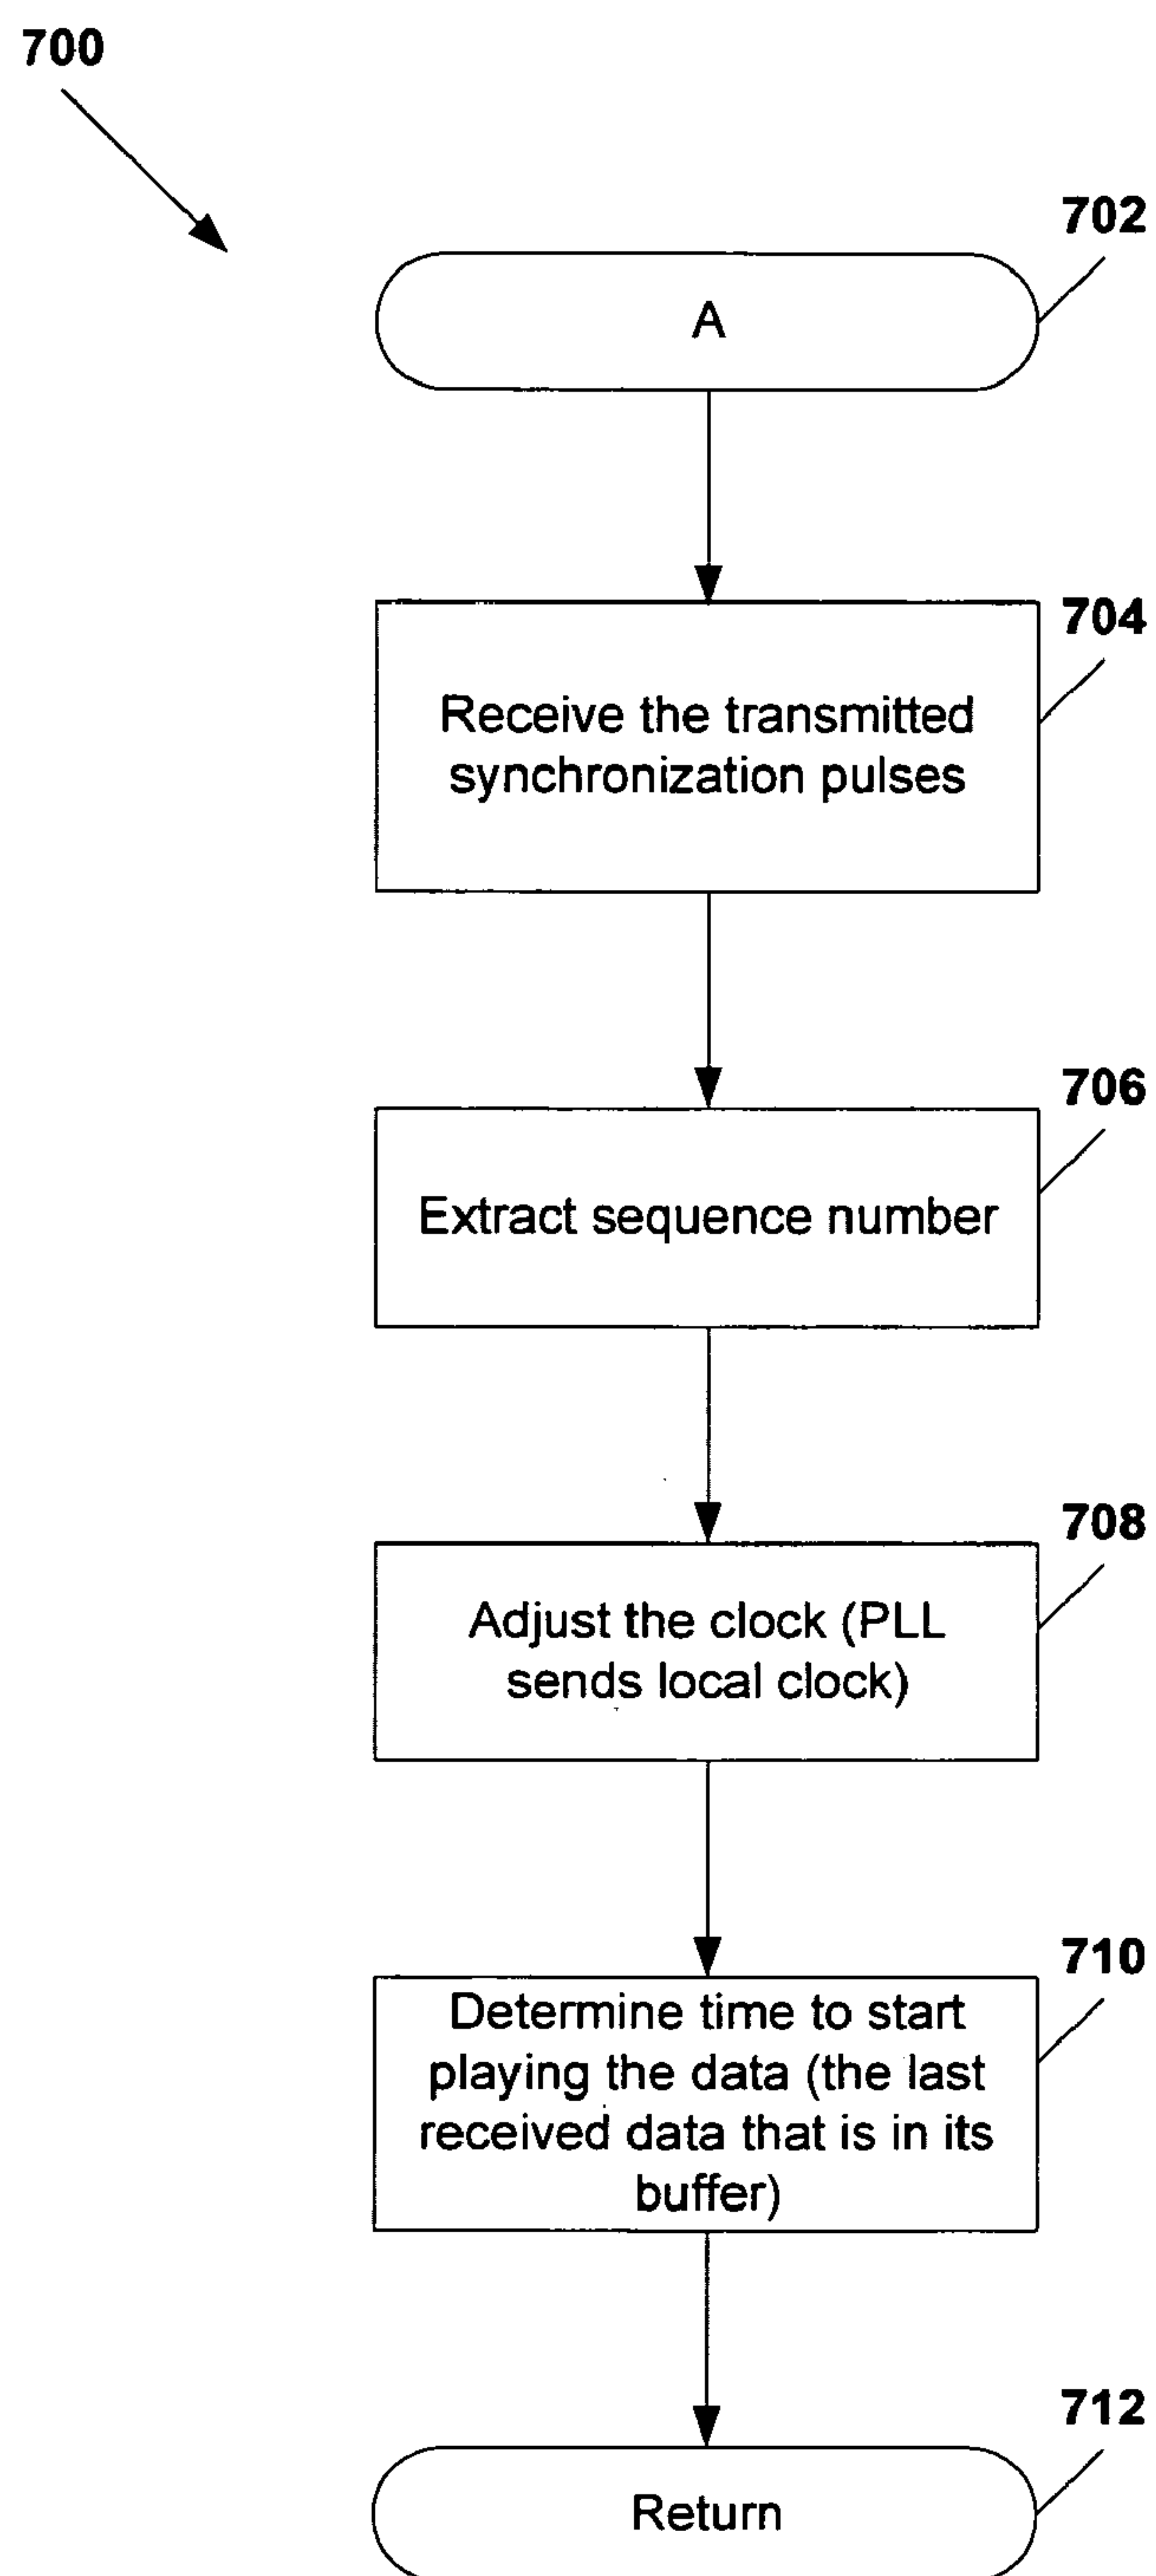 700
702
A
704
Receive the transmitted
synchronization pulses
706
Extract sequence number
708
Adjust the clock (PLL
sends local clock)
710
Determine time to start
playing the data (the last
received data that is in its
buffer)
712
Return